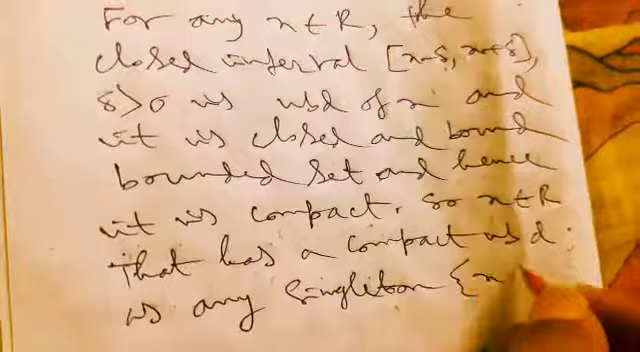 For any x ∈ R, the
closed interval [x-δ, x+δ],
δ>0 is nbd of x and
it is closed and bound
bounded set and hence
it is compact. So x ∈ R
that has a compact nbd.
is any singleton {x